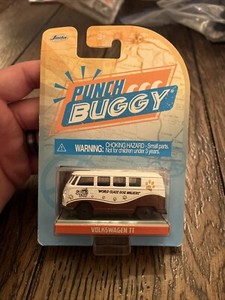 Jada
PUNCH
BUGGY
WARNING: CHOKING HAZARD - Small parts.
Not for children under 3 years.
VOLKSWAGEN T1